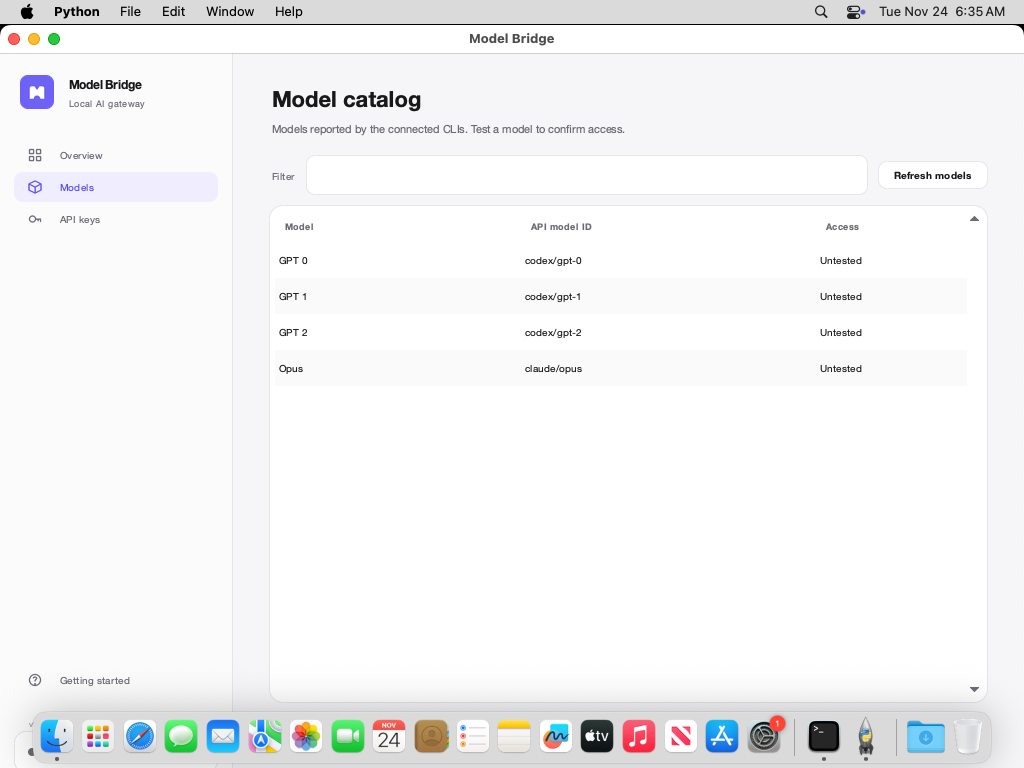 Python File Edit Window Help Tue Nov 24 6:35 AM
Model Bridge
Model Bridge
Local AI gateway
Overview
Models
API keys
Getting started
Model catalog
Models reported by the connected CLIs. Test a model to confirm access.
Filter
Refresh models
Model API model ID Access
GPT 0 codex/gpt-0 Untested
GPT 1 codex/gpt-1 Untested
GPT 2 codex/gpt-2 Untested
Opus claude/opus Untested
NOV
24
tv
1